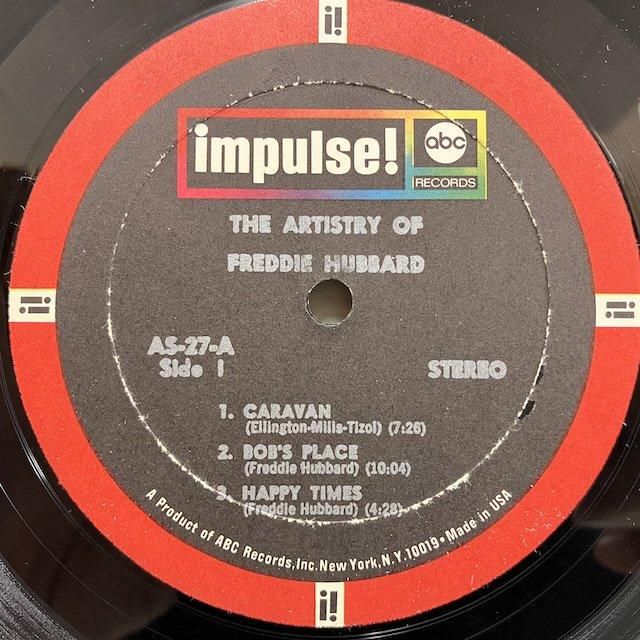 i!
impulse!
abc
RECORDS
THE ARTISTRY OF
FREDDIE HUBBARD
i!
i!
AS-27-A
Side 1
STEREO
1. CARAVAN
(Ellington-Mills-Tizol) (7:26)
2. BOB'S PLACE
(Freddie Hubbard) (10:04)
3. HAPPY TIMES
(Freddie Hubbard) (4:28)
A Product of ABC Records, Inc. New York, N.Y. 10019 • Made in USA
i!